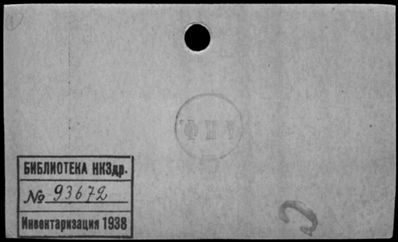 БИБЛИОТЕКА НКЗдр.
№ 93672
Инвентаризация 1938